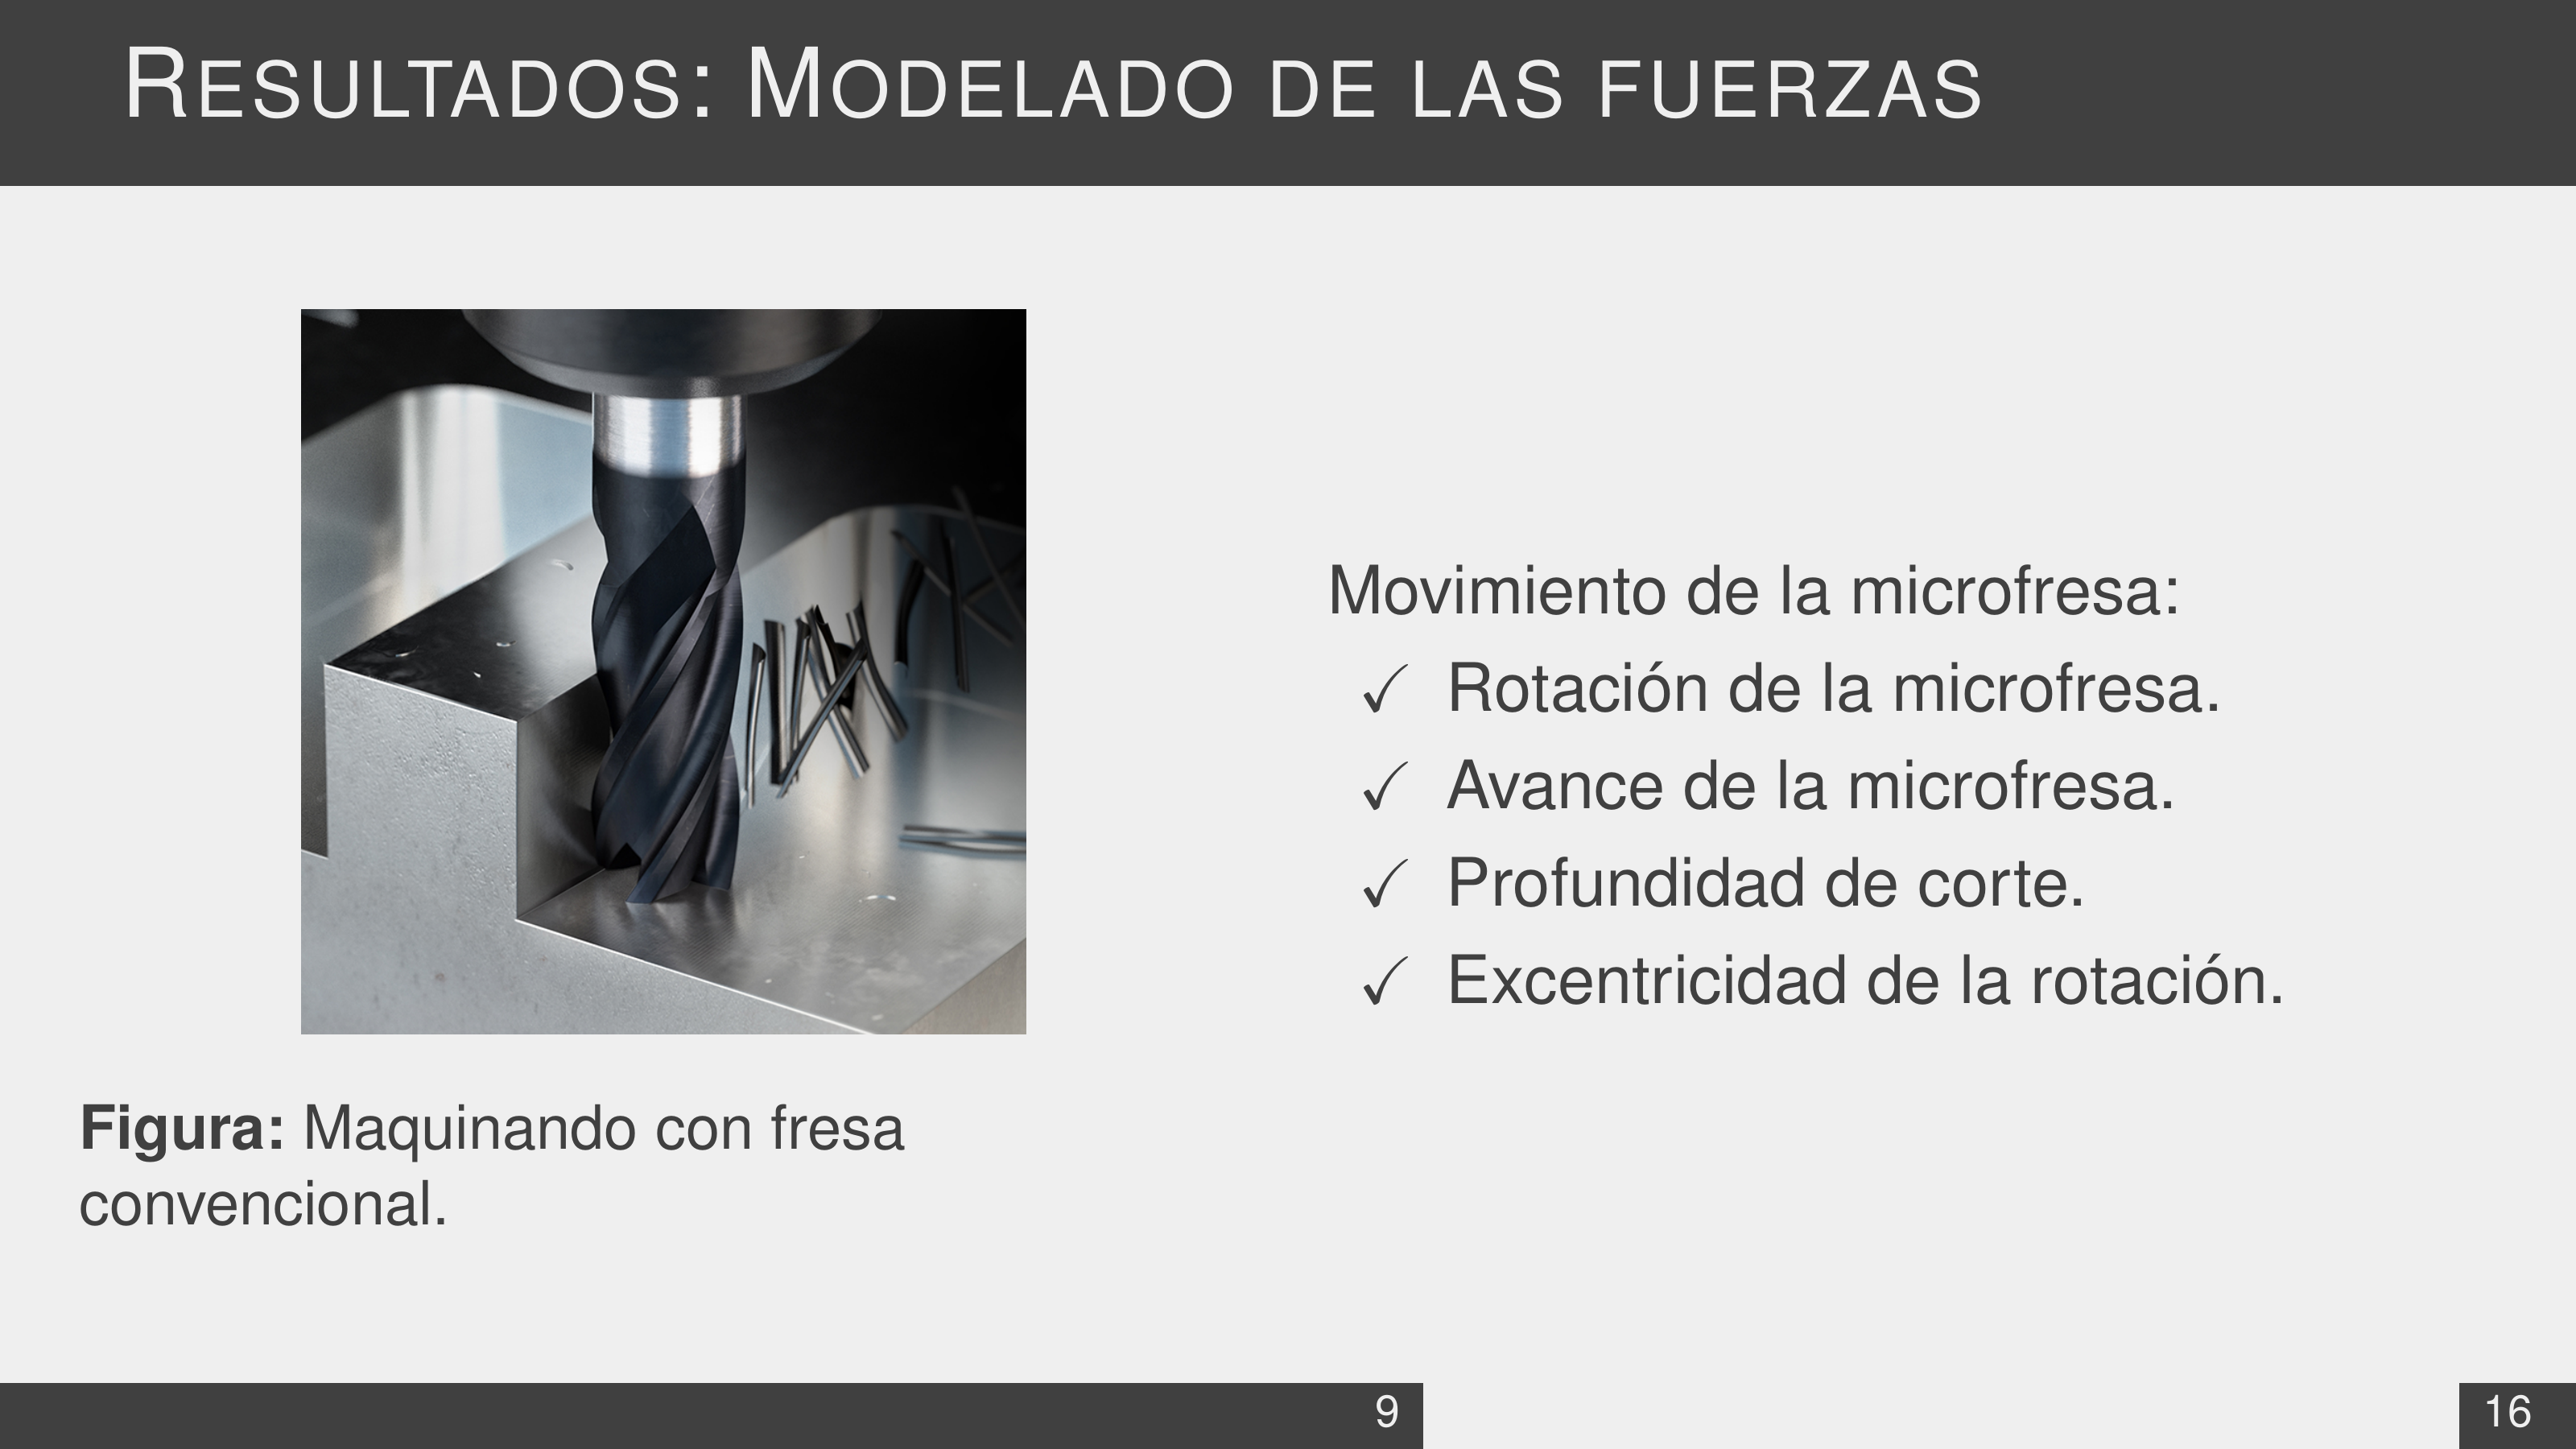 RESULTADOS: MODELADO DE LAS FUERZAS
Movimiento de la microfresa:
✓ Rotación de la microfresa.
✓ Avance de la microfresa.
✓ Profundidad de corte.
✓ Excentricidad de la rotación.
Figura: Maquinando con fresa
convencional.
9
16